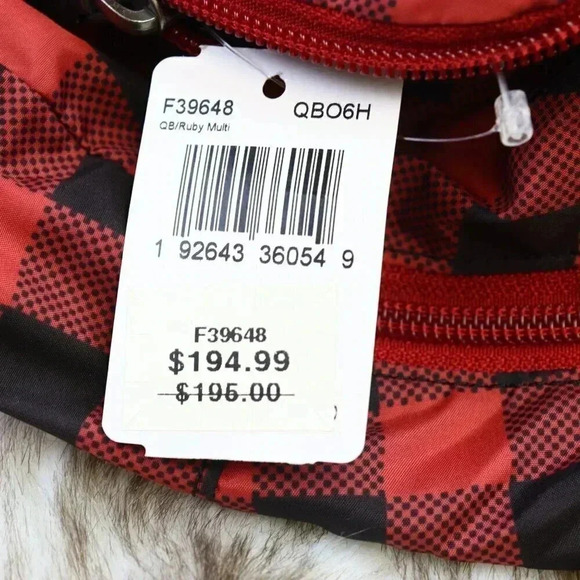 F39648 QBO6H
QB/Ruby Multi
1 92643 36054 9
F39648
$194.99
$195.00